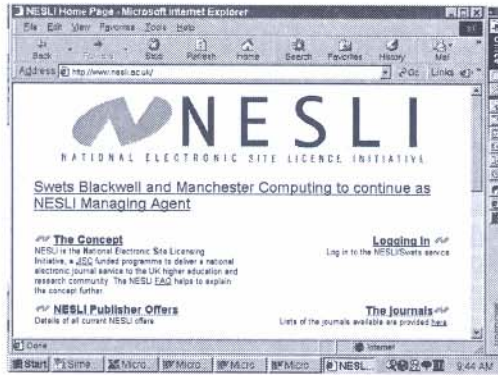 NESLI Home Page - Microsoft Internet Explorer
File Edit View Favorites Tools Help
Back Stop Refresh Home Search Favorites History Mail
Address http://www.nesli.ac.uk/ Go Links
NESLI
NATIONAL ELECTRONIC SITE LICENCE INITIATIVE
Swets Blackwell and Manchester Computing to continue as
NESLI Managing Agent
The Concept
NESLI is the National Electronic Site Licensing
Initiative, a JISC funded programme to deliver a national
electronic journal service to the UK higher education and
research community. The NESLI FAQ helps to explain
the concept further.
Logging In
Log in to the NESLI/Swets service
NESLI Publisher Offers
Details of all current NESLI offers
The journals
Lists of the journals available are provided here.
Done Internet
Start Sime... Micro... Micro... Micro... Micro... NESL... 9:44 AM